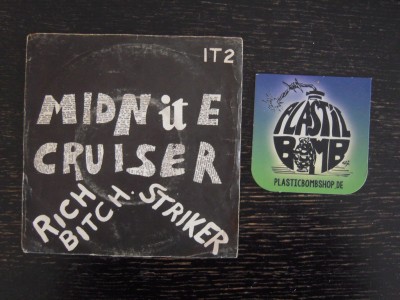 IT2
MIDNitE
CRUISER
RICH BITCH. STRIKER
PLASTIC
BOMB
PLASTICBOMBSHOP.DE